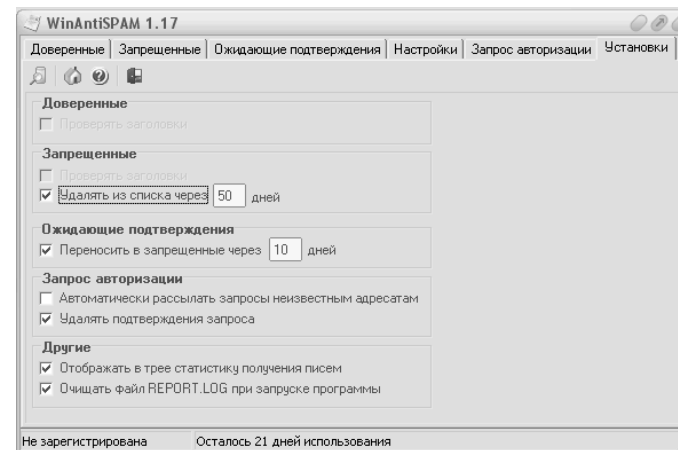 WinAntiSPAM 1.17
Доверенные Запрещенные Ожидающие подтверждения Настройки Запрос авторизации Установки
Доверенные
Проверять заголовки
Запрещенные
Проверять заголовки
Удалять из списка через 50 дней
Ожидающие подтверждения
Переносить в запрещенные через 10 дней
Запрос авторизации
Автоматически рассылать запросы неизвестным адресатам
Удалять подтверждения запроса
Другие
Отображать в трее статистику получения писем
Очищать файл REPORT.LOG при запуске программы
Не зарегистрирована Осталось 21 дней использования